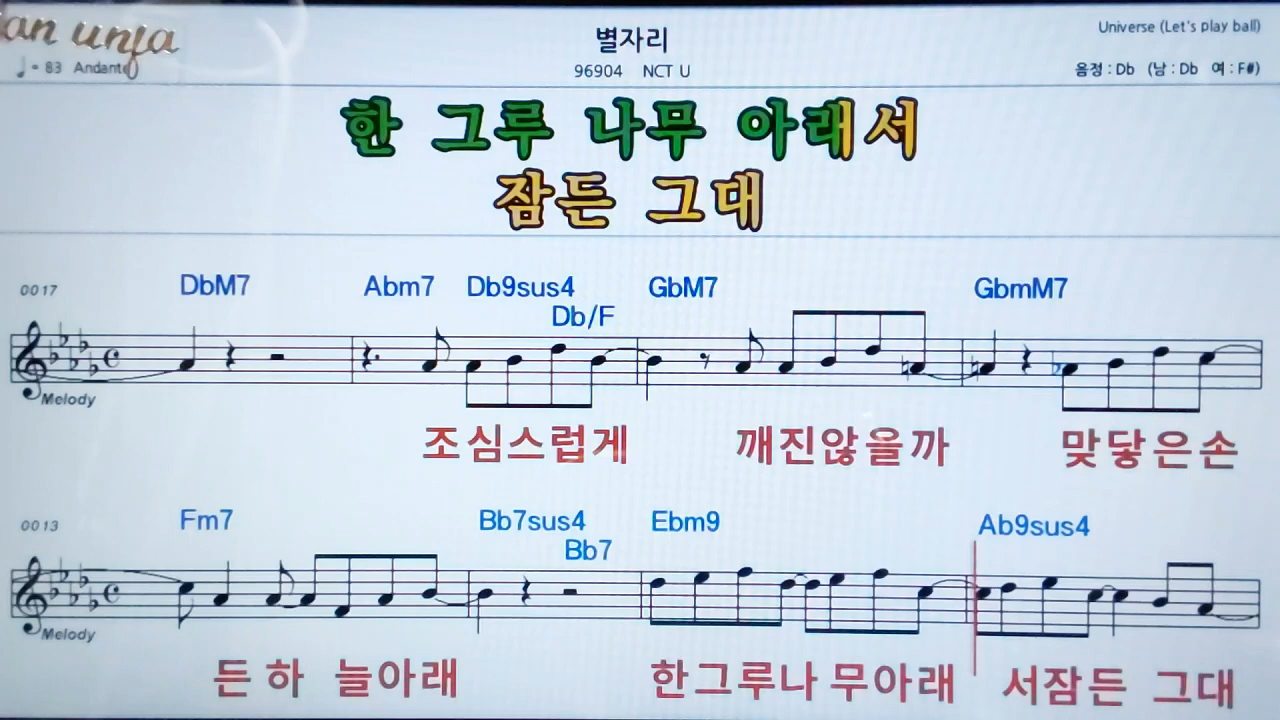 별자리
Universe (Let's play ball)
♩= 83 Andante
96904 NCT U
음정 : Db (남 : Db 여 : F#)
한 그루 나무 아래서
잠든 그대
0017 DbM7 Abm7 Db9sus4 GbM7 GbmM7
Db/F
Melody
조심스럽게 깨진않을까 맞닿은손
0013 Fm7 Bb7sus4 Ebm9 Ab9sus4
Bb7
Melody
든하 늘아래 한그루나무아래 서잠든 그대